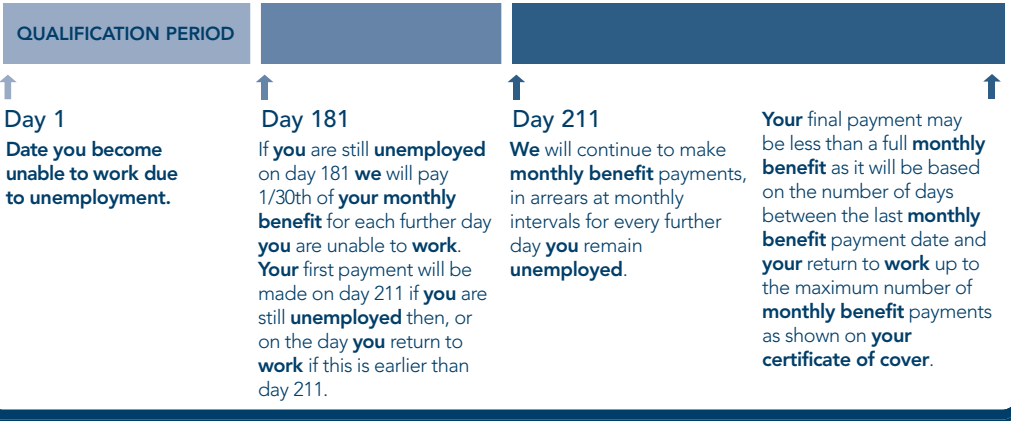 QUALIFICATION PERIOD
Day 1
Date you become
unable to work due
to unemployment.
Day 181
If you are still unemployed
on day 181 we will pay
1/30th of your monthly
benefit for each further day
you are unable to work.
Your first payment will be
made on day 211 if you are
still unemployed then, or
on the day you return to
work if this is earlier than
day 211.
Day 211
We will continue to make
monthly benefit payments,
in arrears at monthly
intervals for every further
day you remain
unemployed.
Your final payment may
be less than a full monthly
benefit as it will be based
on the number of days
between the last monthly
benefit payment date and
your return to work up to
the maximum number of
monthly benefit payments
as shown on your
certificate of cover.